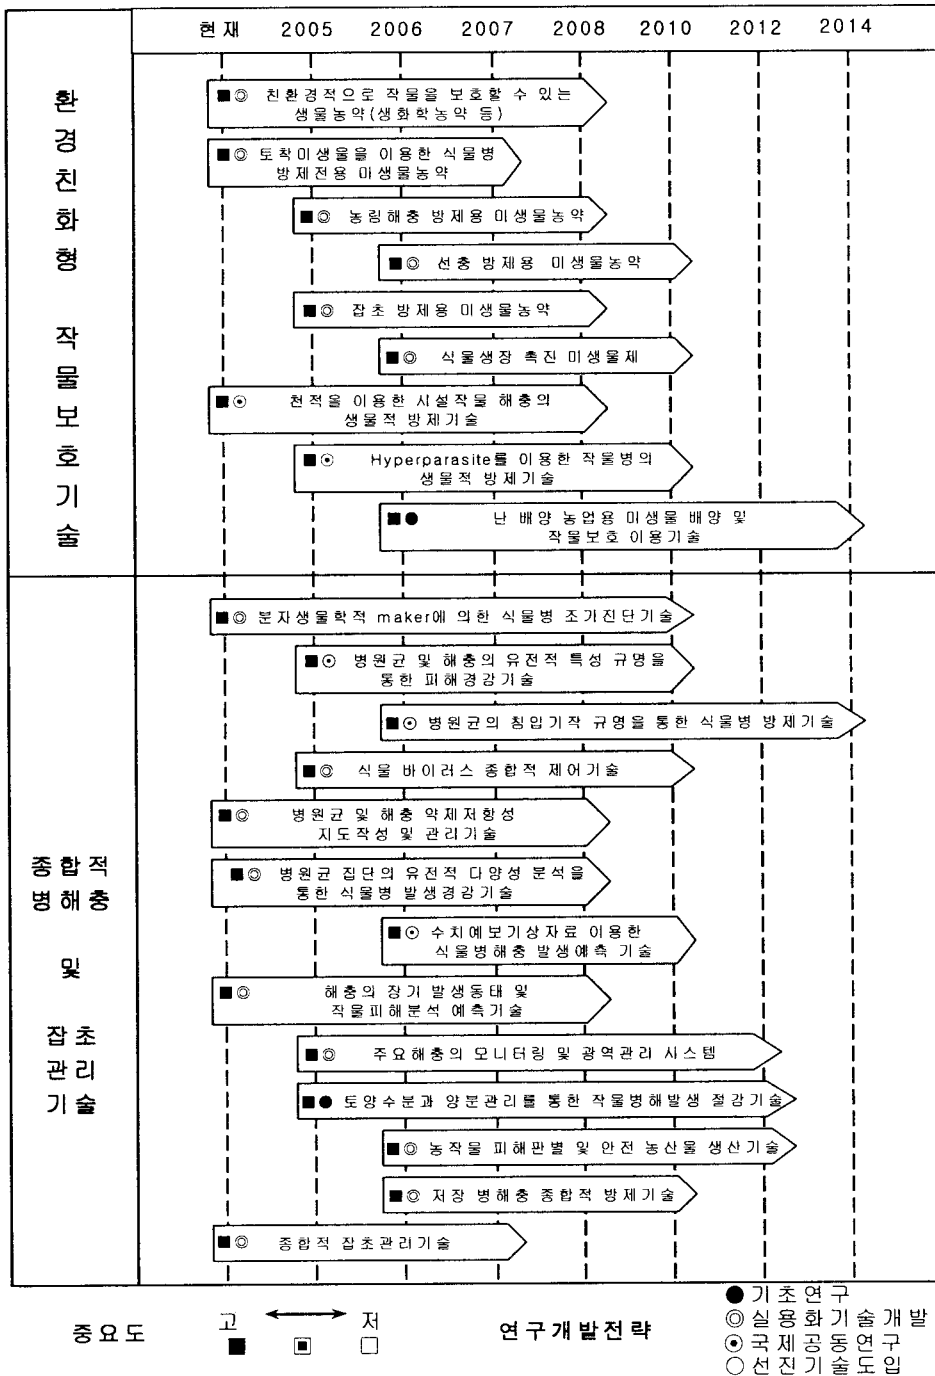 현재 2005 2006 2007 2008 2010 2012 2014
환경친화형 작물보호기술
■◎ 친환경적으로 작물을 보호할 수 있는
생물농약(생화학농약 등)
■◎ 토착미생물을 이용한 식물병
방제전용 미생물농약
■◎ 농림해충 방제용 미생물농약
■◎ 선충 방제용 미생물농약
■◎ 잡초 방제용 미생물농약
■◎ 식물생장 촉진 미생물제
■⊙ 천적을 이용한 시설작물 해충의
생물적 방제기술
■⊙ Hyperparasite를 이용한 작물병의
생물적 방제기술
■● 난 배양 농업용 미생물 배양 및
작물보호 이용기술
종합적
병해충
및
잡초
관리
기술
■◎ 분자생물학적 maker에 의한 식물병 조기진단기술
■⊙ 병원균 및 해충의 유전적 특성 규명을
통한 피해경감기술
■⊙ 병원균의 침입기작 규명을 통한 식물병 방제기술
■◎ 식물 바이러스 종합적 제어기술
■◎ 병원균 및 해충 약제저항성
지도작성 및 관리기술
■◎ 병원균 집단의 유전적 다양성 분석을
통한 식물병 발생경감기술
■⊙ 수치예보기상자료 이용한
식물병해충 발생예측 기술
■◎ 해충의 장기 발생동태 및
작물피해분석 예측기술
■◎ 주요해충의 모니터링 및 광역관리 시스템
■● 토양수분과 양분관리를 통한 작물병해발생 절감기술
■◎ 농작물 피해판별 및 안전 농산물 생산기술
■◎ 저장 병해충 종합적 방제기술
■◎ 종합적 잡초관리기술
중요도 고 저
■ ▣ □
연구개발전략
● 기초연구
◎ 실용화기술개발
⊙ 국제공동연구
○ 선진기술도입